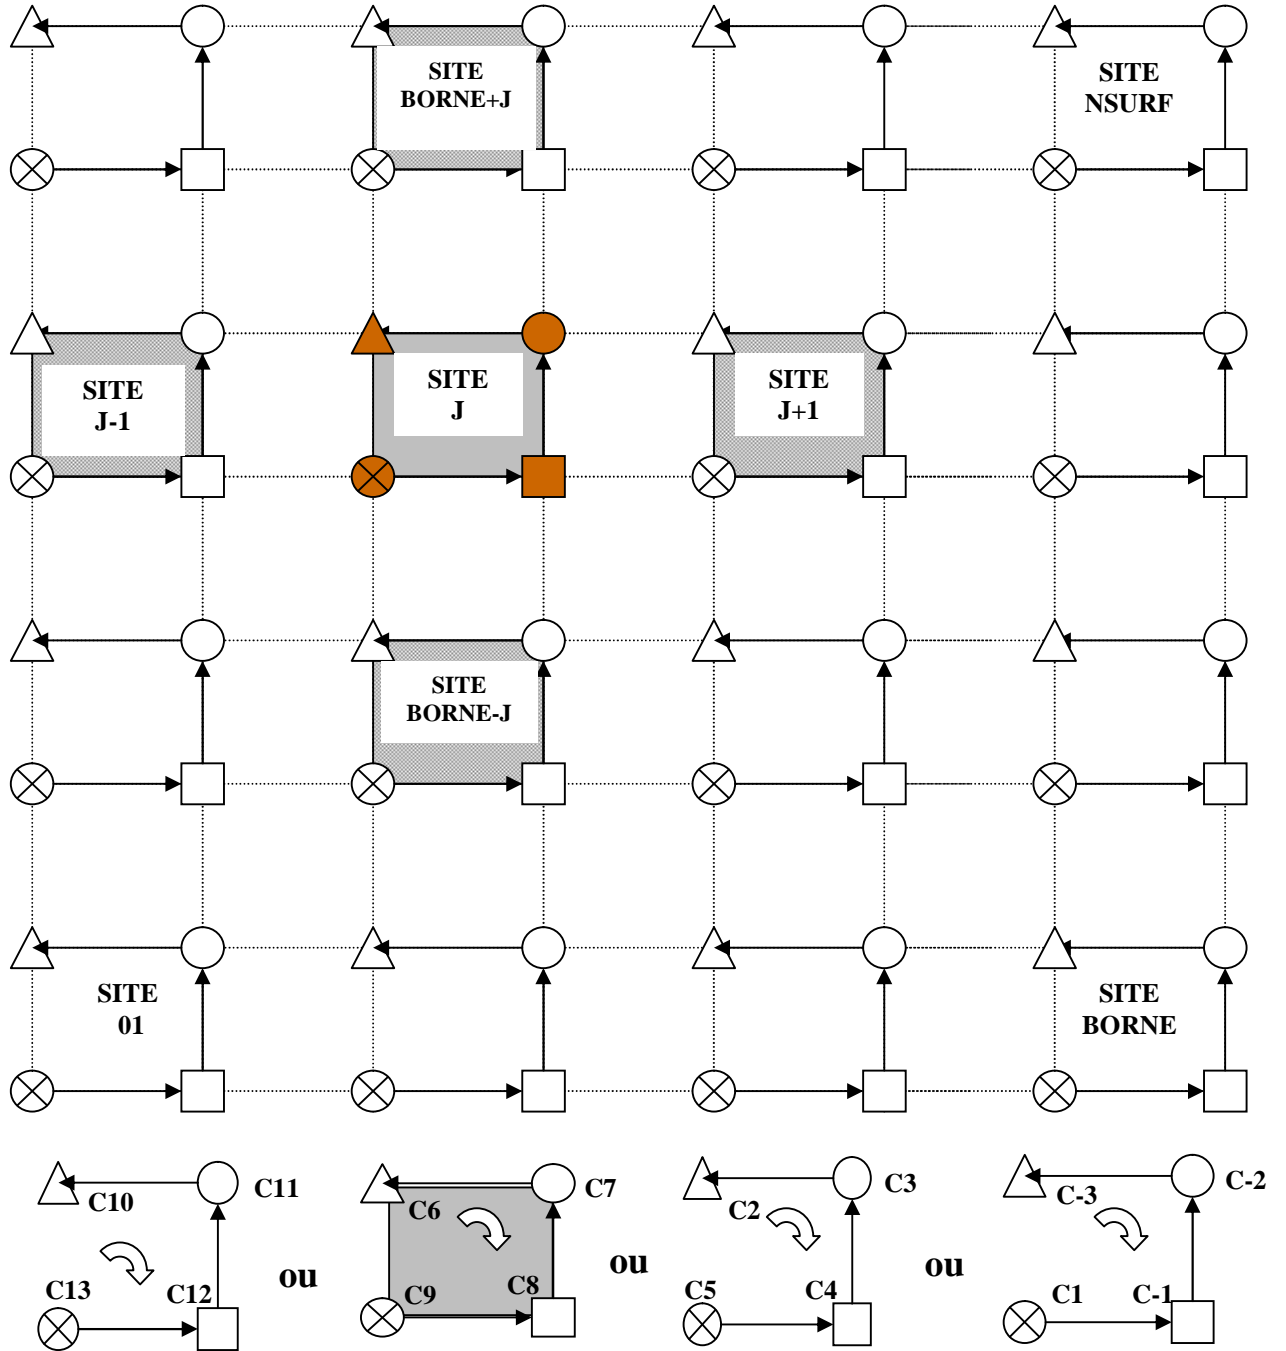 SITE
BORNE+J
SITE
NSURF
SITE
J-1
SITE
J
SITE
J+1
SITE
BORNE-J
SITE
01
SITE
BORNE
C10
C11
C13
C12
ou
C6
C7
C9
C8
ou
C2
C3
C5
C4
ou
C-3
C-2
C1
C-1